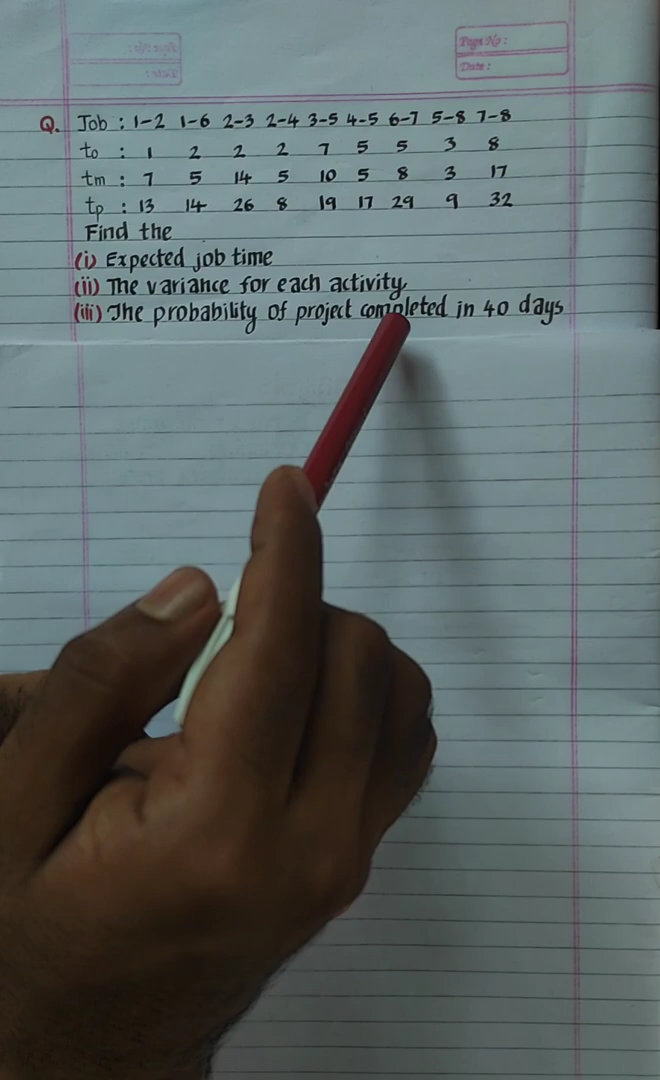 Page No:
Date:
Q. Job : 1-2 1-6 2-3 2-4 3-5 4-5 6-7 5-8 7-8
to : 1 2 2 2 7 5 5 3 8
tm : 7 5 14 5 10 5 8 3 17
tp : 13 14 26 8 19 17 29 9 32
Find the
(i) Expected job time
(ii) The variance for each activity
(iii) The probability of project completed in 40 days